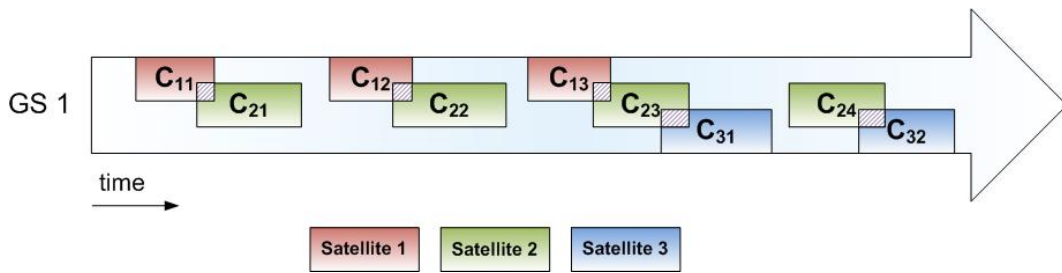 GS 1
C11 C12 C13 C24
C21 C22 C23 C31 C32
time
Satellite 1 Satellite 2 Satellite 3